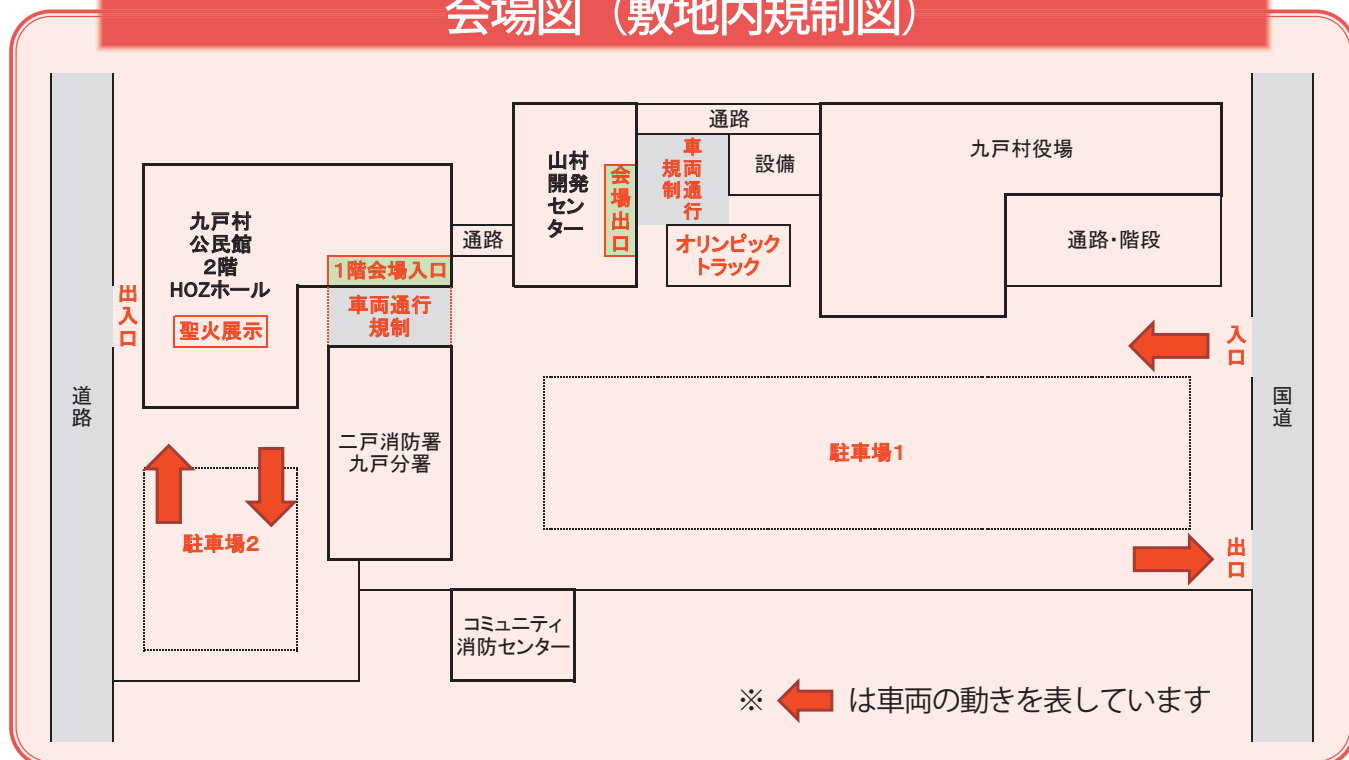 会場図（敷地内規制図）
通路
山村
開発
セン
ター
会場出口
車両通行
規制
設備
九戸村役場
通路・階段
オリンピック
トラック
通路
九戸村
公民館
2階
HOZホール
聖火展示
1階会場入口
車両通行
規制
出入口
入口
道路
国道
二戸消防署
九戸分署
駐車場1
駐車場2
出口
コミュニティ
消防センター
※ は車両の動きを表しています